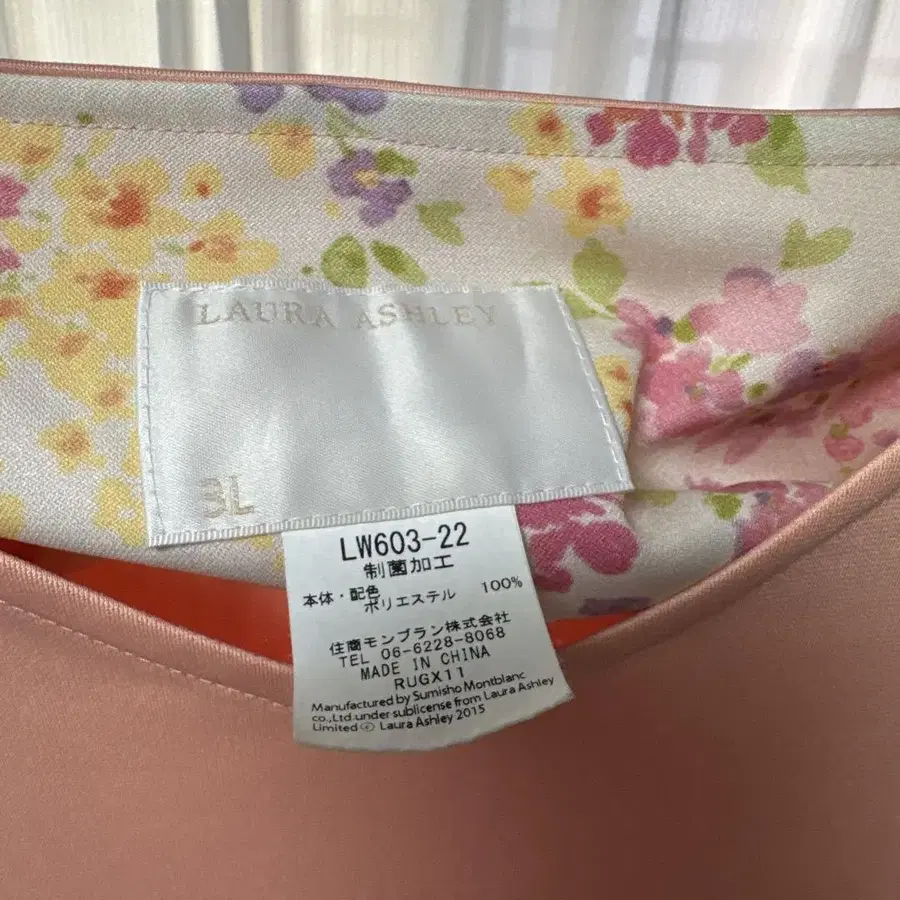 LAURA ASHLEY
3L
LW603-22
制菌加工
本体・配色
ポリエステル 100%
住商モンブラン株式会社
TEL 06-6228-8068
MADE IN CHINA
RUGX11
Manufactured by Sumisho Montblanc
co.,Ltd.under sublicense from Laura Ashley
Limited Ⓒ Laura Ashley 2015